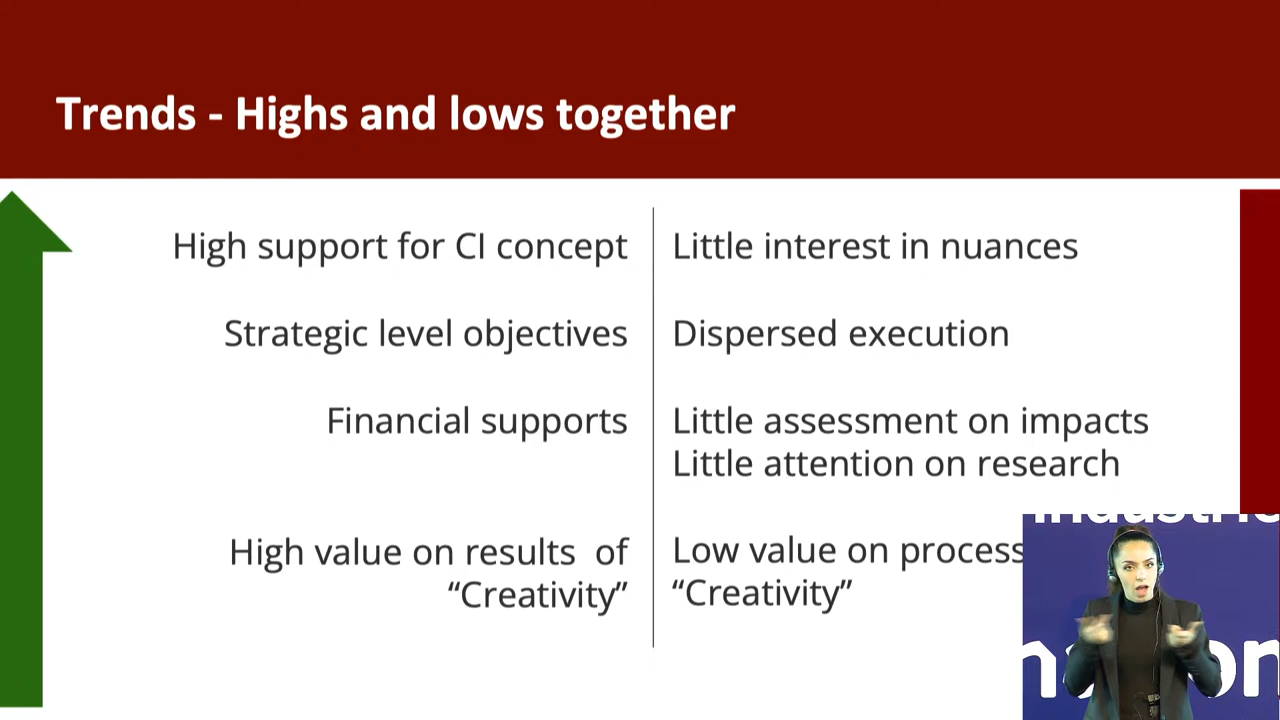 Trends - Highs and lows together
High support for CI concept
Little interest in nuances
Strategic level objectives
Dispersed execution
Financial supports
Little assessment on impacts
Little attention on research
High value on results of
“Creativity”
Low value on process
“Creativity”